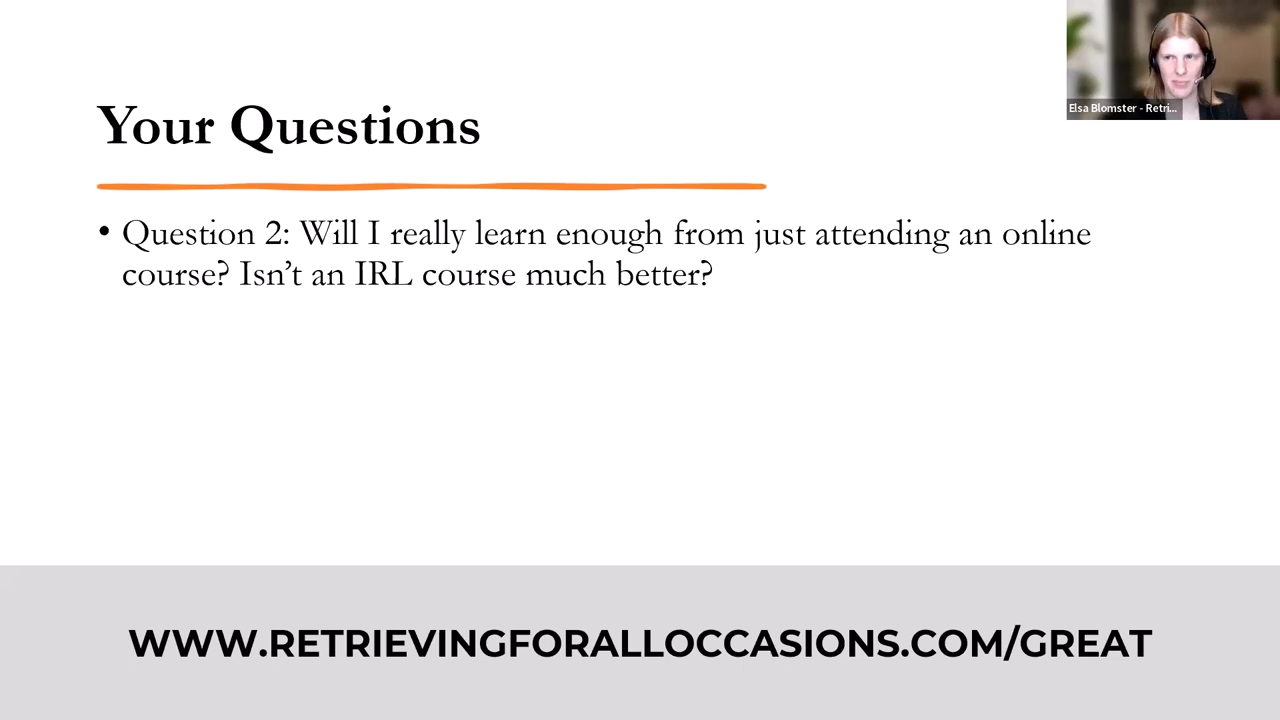 Elsa Blomster - Retri...
Your Questions
• Question 2: Will I really learn enough from just attending an online
course? Isn’t an IRL course much better?
WWW.RETRIEVINGFORALLOCCASIONS.COM/GREAT